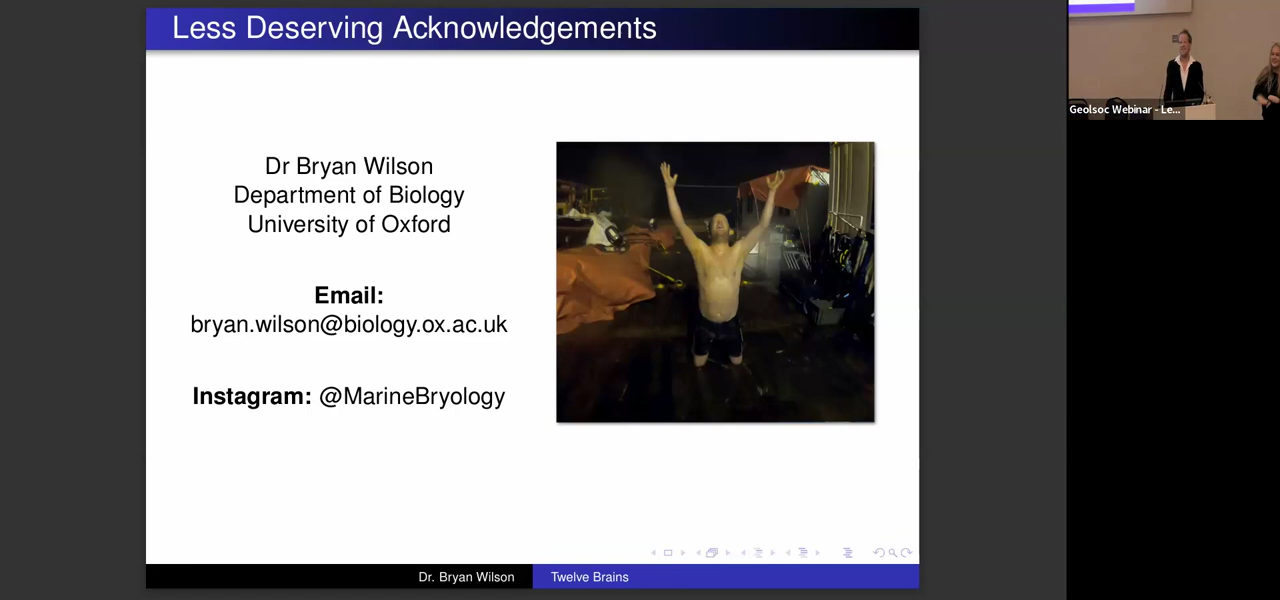 Less Deserving Acknowledgements
Dr Bryan Wilson
Department of Biology
University of Oxford
Email:
bryan.wilson@biology.ox.ac.uk
Instagram: @MarineBryology
Dr. Bryan Wilson
Twelve Brains
Geolsoc Webinar - Le...